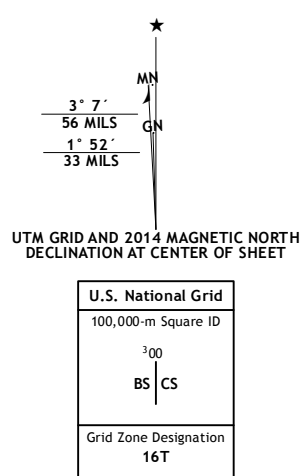 ★
MN
3° 7´
56 MILS
GN
1° 52´
33 MILS
UTM GRID AND 2014 MAGNETIC NORTH
DECLINATION AT CENTER OF SHEET
U.S. National Grid
100,000-m Square ID
³00
BS CS
Grid Zone Designation
16T